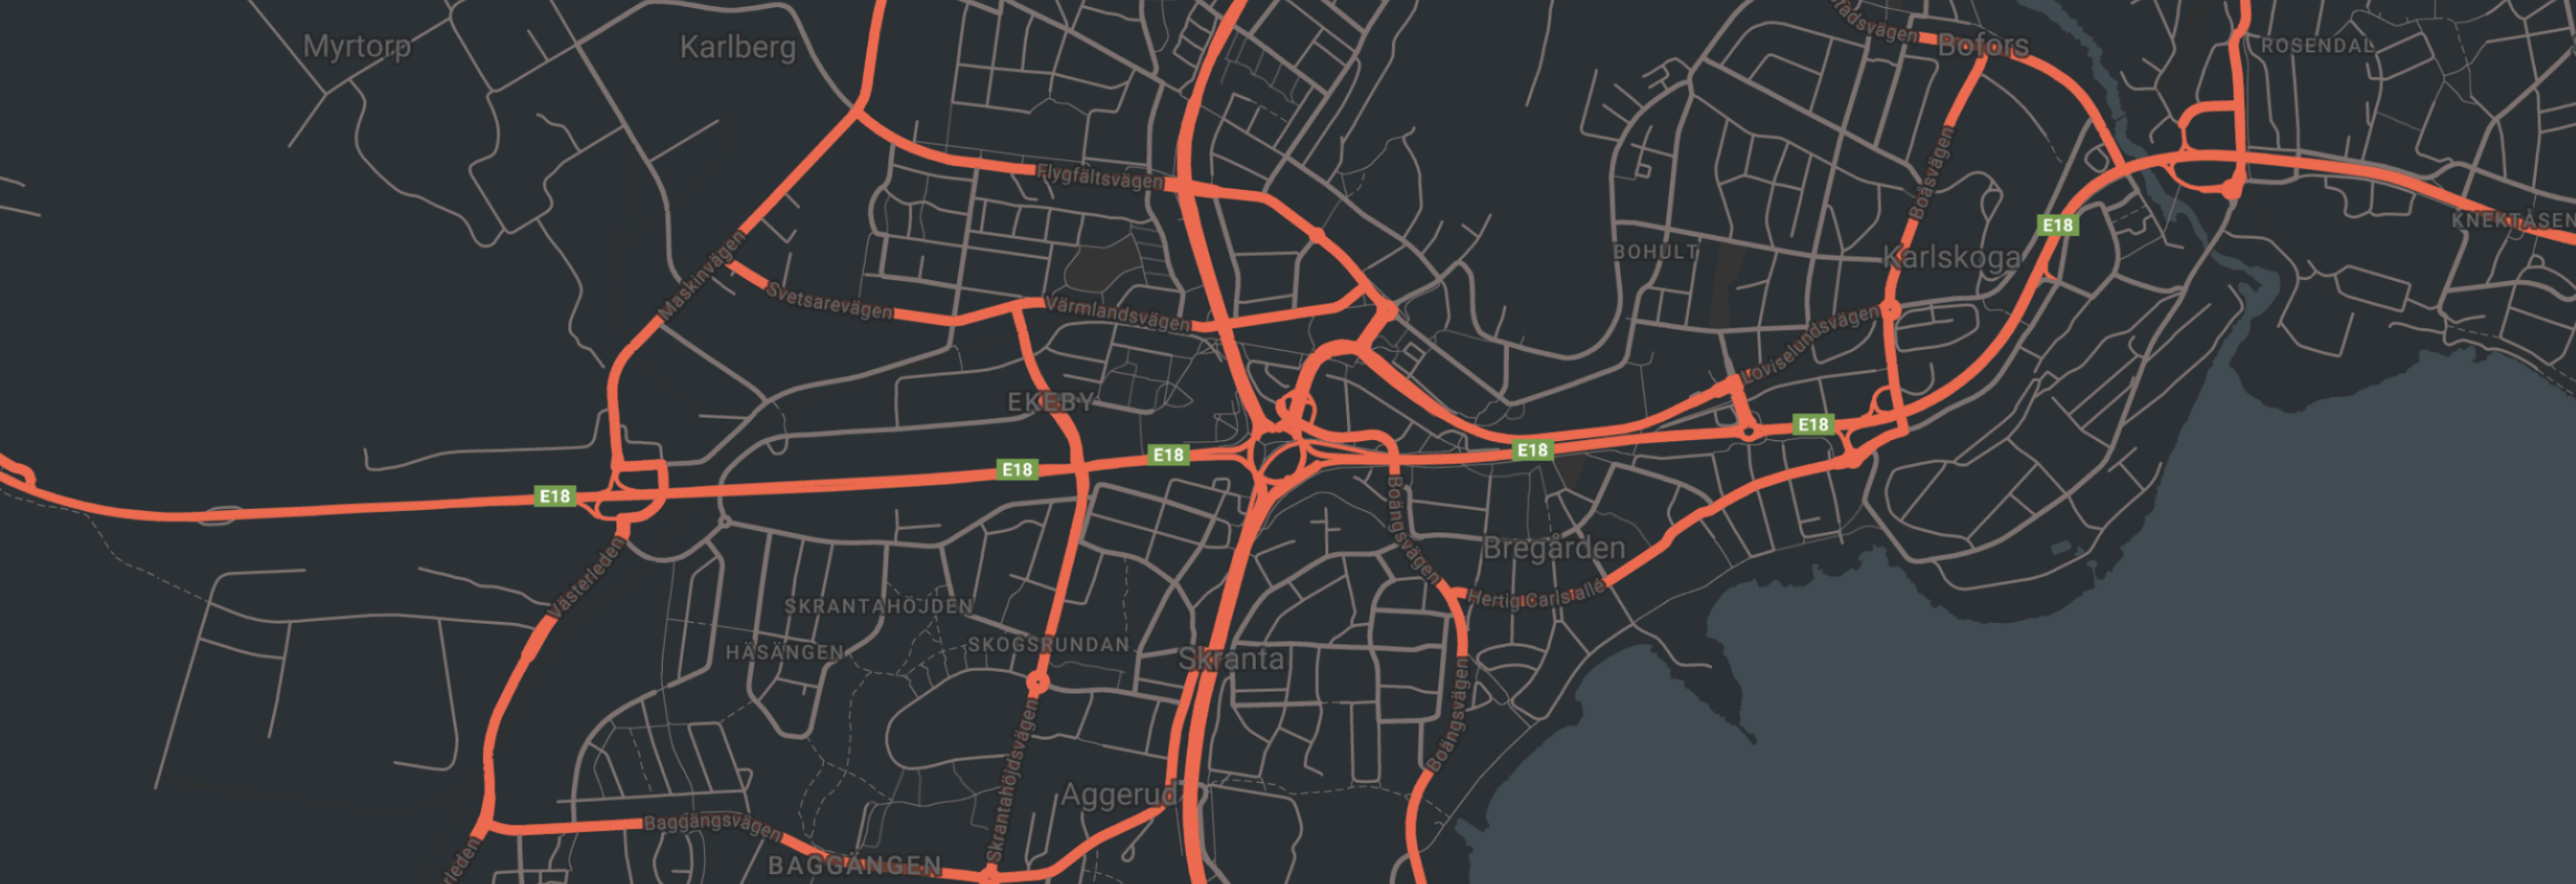 Myrtorp
Karlberg
Bofors
ROSENDAL
Flygfältsvägen
Boåsvägen
KNEKTÅSEN
E18
BOHULT
Karlskoga
Maskinvägen
Svetsarevägen
Värmlandsvägen
Loviselundsvägen
EKEBY
E18
E18
E18
E18
E18
Boängsvägen
Bregården
Västerleden
Hertig Carls allé
SKRANTAHÖJDEN
SKOGSRUNDAN
HÄSÄNGEN
Skranta
Boängsvägen
Skrantahöjdsvägen
Aggerud
Baggängsvägen
BAGGÄNGEN